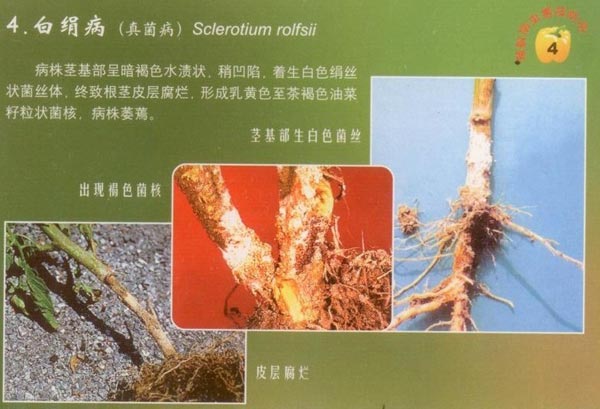 4.白绢病（真菌病）Sclerotium rolfsii
4
病株茎基部呈暗褐色水渍状，稍凹陷，着生白色绢丝
状菌丝体，终致根茎皮层腐烂，形成乳黄色至茶褐色油菜
籽粒状菌核，病株萎蔫。
茎基部生白色菌丝
出现褐色菌核
皮层腐烂